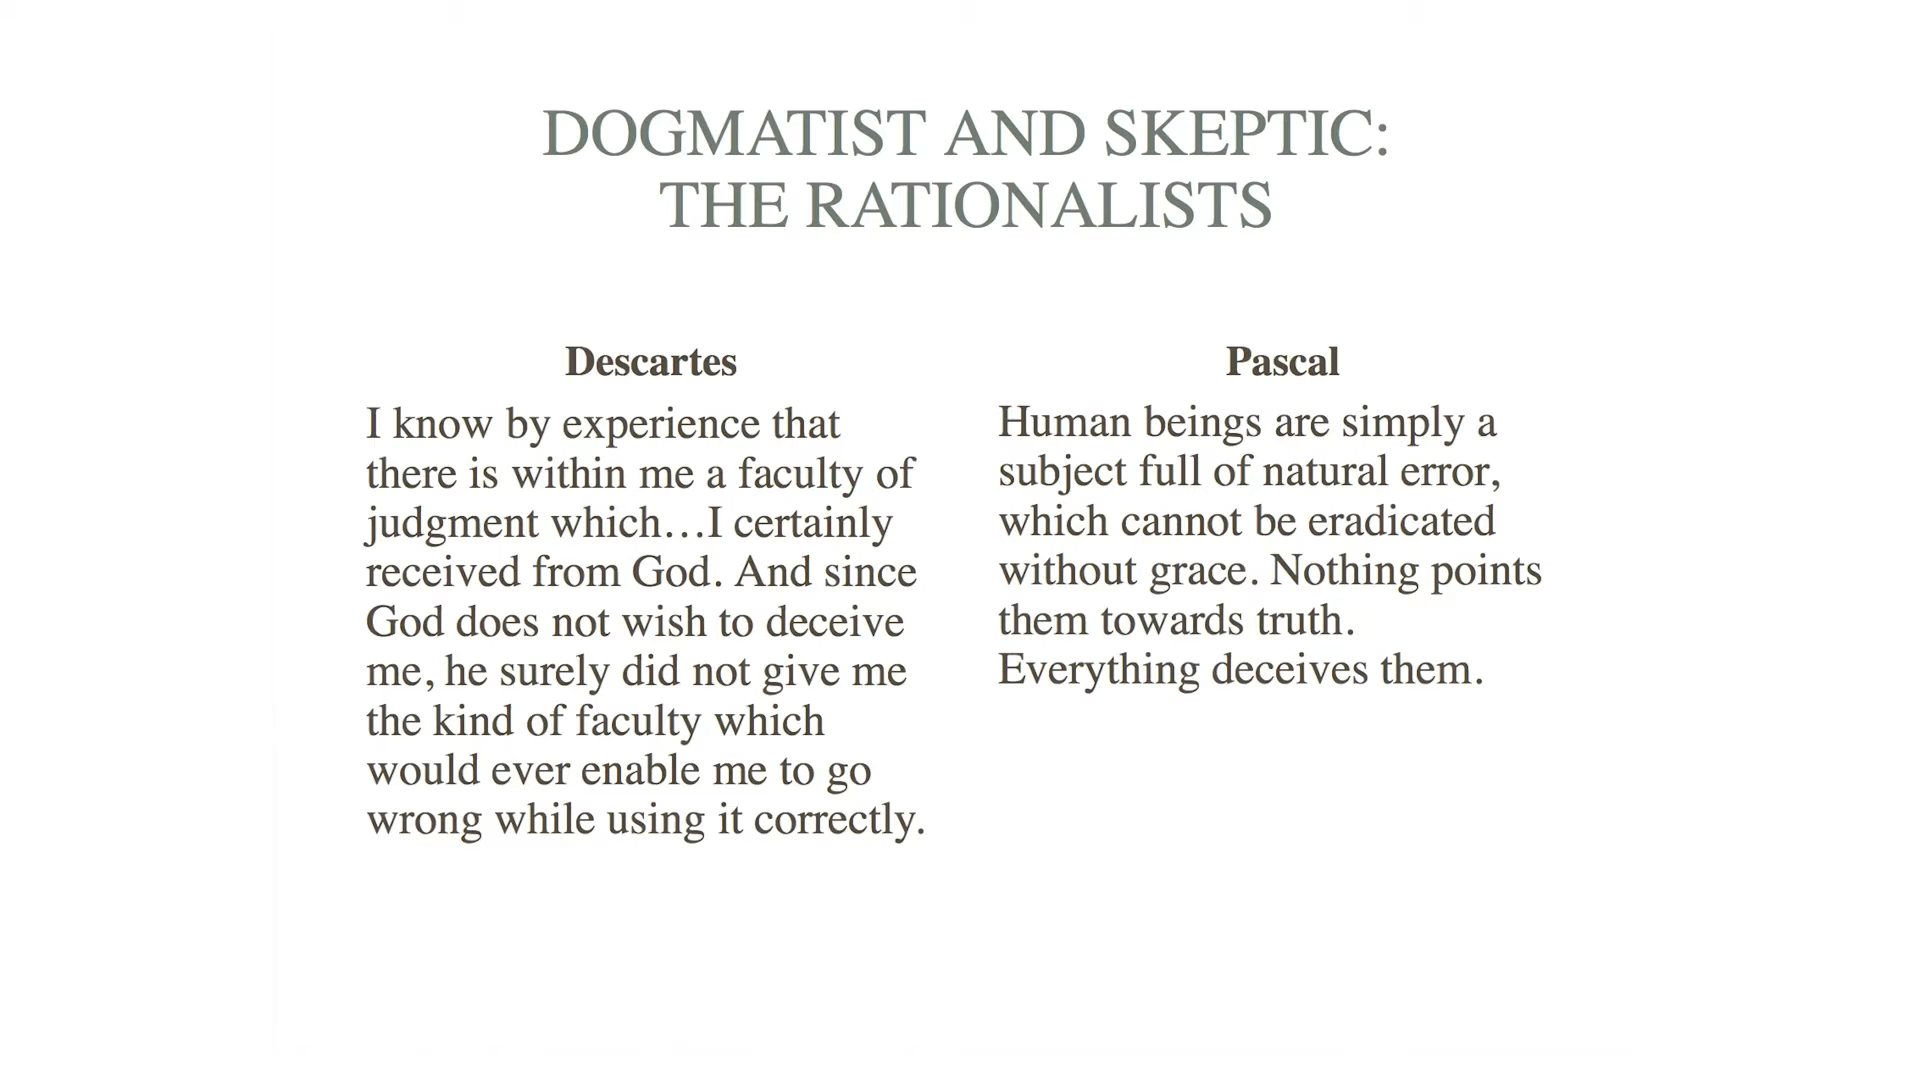 DOGMATIST AND SKEPTIC:
THE RATIONALISTS
Descartes
I know by experience that
there is within me a faculty of
judgment which…I certainly
received from God. And since
God does not wish to deceive
me, he surely did not give me
the kind of faculty which
would ever enable me to go
wrong while using it correctly.
Pascal
Human beings are simply a
subject full of natural error,
which cannot be eradicated
without grace. Nothing points
them towards truth.
Everything deceives them.